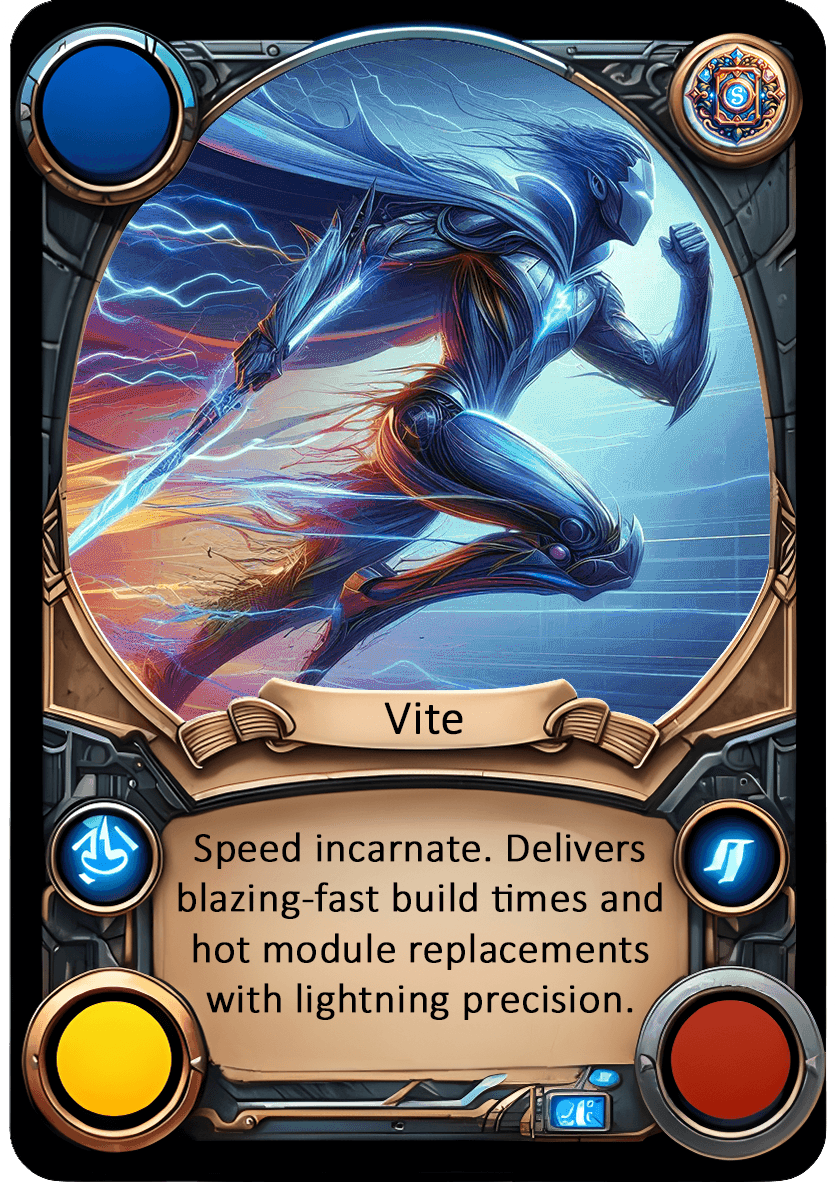 S
Vite
Speed incarnate. Delivers
blazing-fast build times and
hot module replacements
with lightning precision.